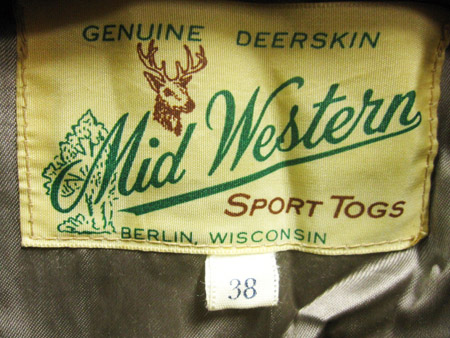 GENUINE DEERSKIN
Mid Western
SPORT TOGS
BERLIN, WISCONSIN
38